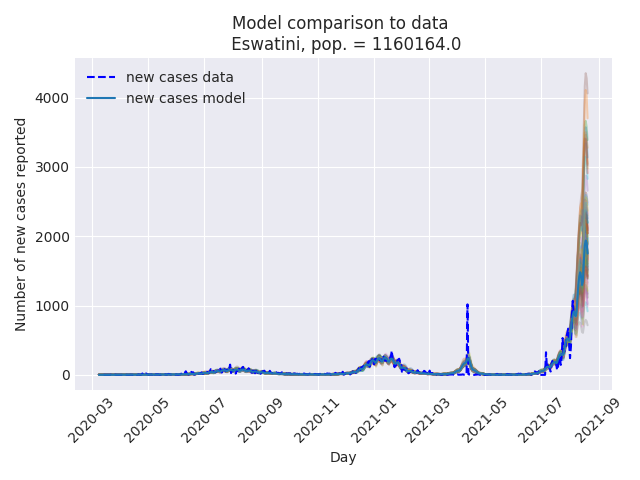 Model comparison to data
Eswatini, pop. = 1160164.0
new cases data
new cases model
Number of new cases reported
4000
3000
2000
1000
0
2020-03
2020-05
2020-07
2020-09
2020-11
2021-01
2021-03
2021-05
2021-07
2021-09
Day